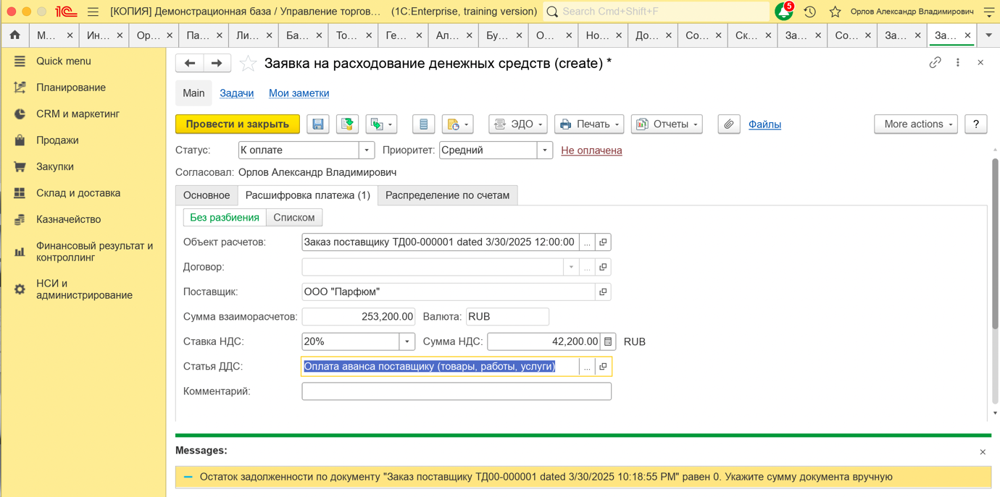 [КОПИЯ] Демонстрационная база / Управление торгов… (1C:Enterprise, training version) Search Cmd+Shift+F 5 Орлов Александр Владимирович
М… Ин… Ор… Па… Ли… Ба… То… Ге… Ал… Бу… О… Но… До… Со… Ск… За… Со… За… За…
Quick menu
Планирование
CRM и маркетинг
Продажи
Закупки
Склад и доставка
Казначейство
Финансовый результат и
контроллинг
НСИ и
администрирование
Заявка на расходование денежных средств (create) *
Main Задачи Мои заметки
Провести и закрыть ЭДО Печать Отчеты Файлы More actions ?
Статус: К оплате Приоритет: Средний Не оплачена
Согласовал: Орлов Александр Владимирович
Основное Расшифровка платежа (1) Распределение по счетам
Без разбиения Списком
Объект расчетов: Заказ поставщику ТД00-000001 dated 3/30/2025 12:00:00 ...
Договор: ...
Поставщик: ООО "Парфюм"
Сумма взаиморасчетов: 253,200.00 Валюта: RUB
Ставка НДС: 20% Сумма НДС: 42,200.00 RUB
Статья ДДС: Оплата аванса поставщику (товары, работы, услуги) ...
Комментарий:
Messages:
Остаток задолженности по документу "Заказ поставщику ТД00-000001 dated 3/30/2025 10:18:55 PM" равен 0. Укажите сумму документа вручную